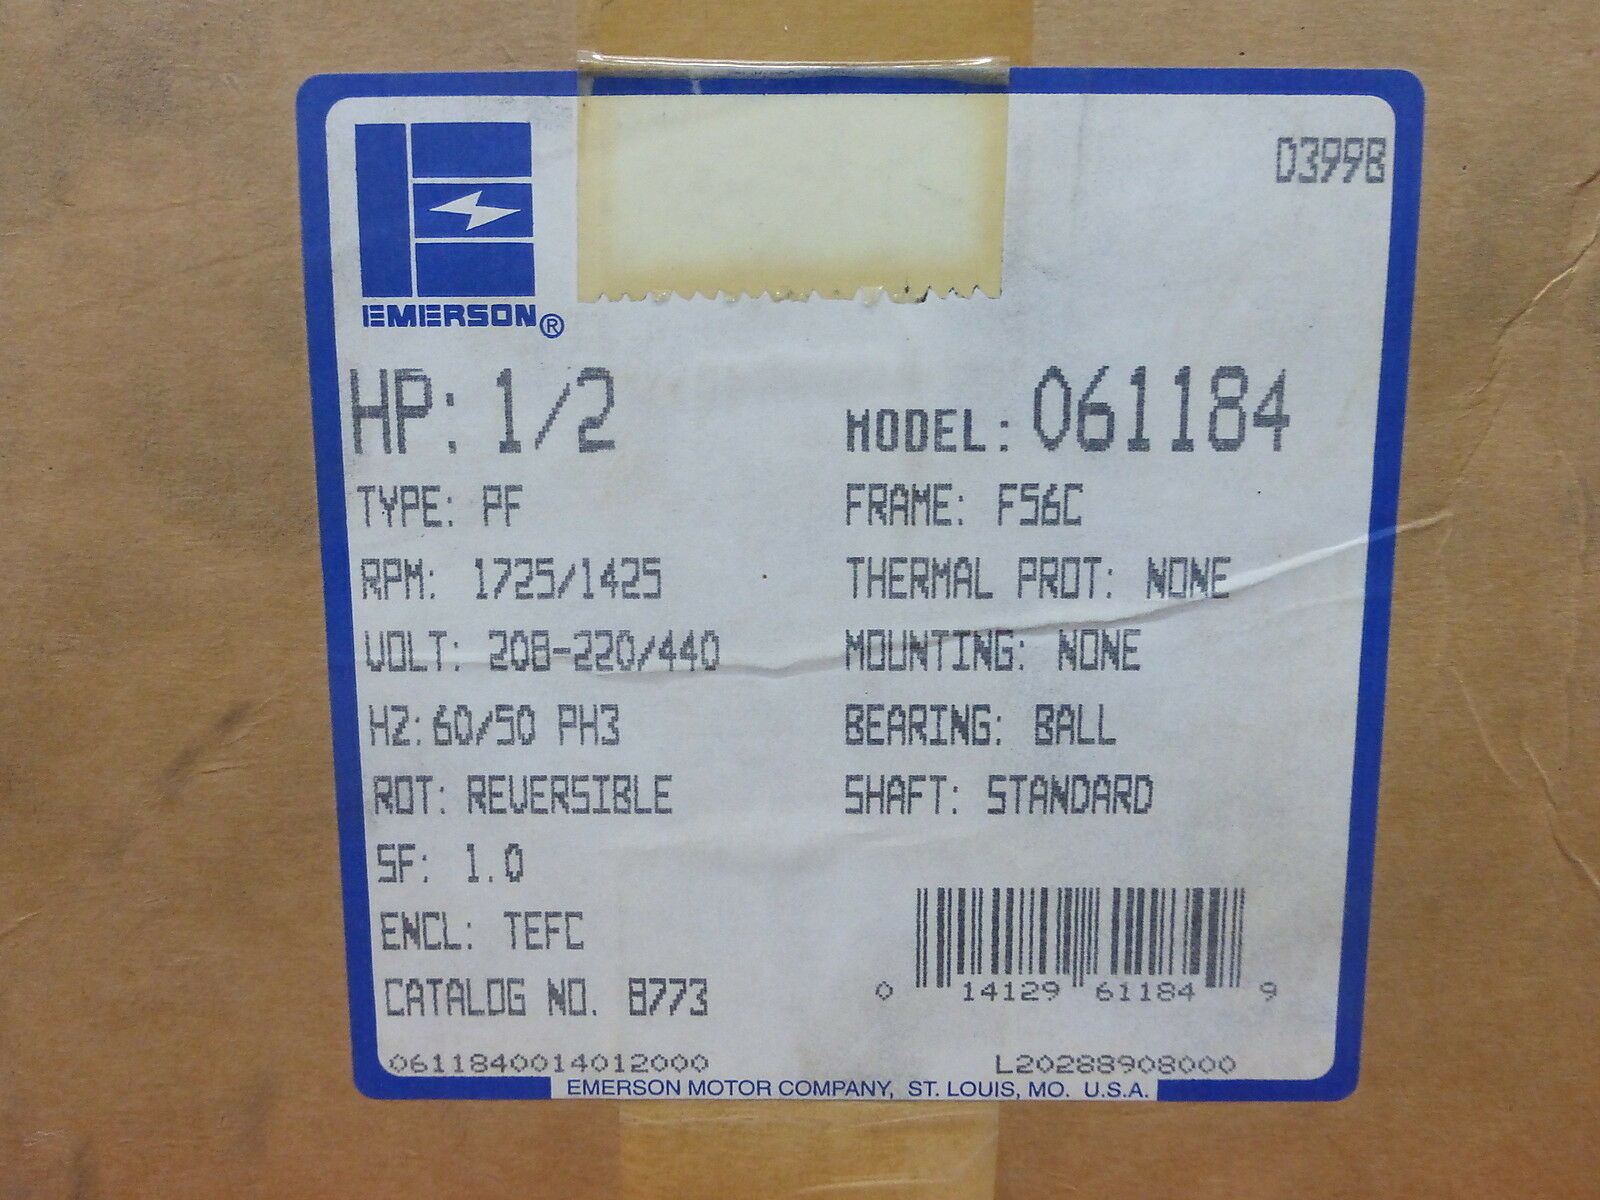 D399B
EMERSON®
HP: 1/2
MODEL: 061184
TYPE: PF
FRAME: F56C
RPM: 1725/1425
THERMAL PROT: NONE
VOLT: 208-220/440
MOUNTING: NONE
HZ:60/50 PH3
BEARING: BALL
ROT: REVERSIBLE
SHAFT: STANDARD
SF: 1.0
ENCL: TEFC
CATALOG NO. 8773
0 14129 61184 9
0611840014012000
L20288908000
EMERSON MOTOR COMPANY, ST. LOUIS, MO. U.S.A.